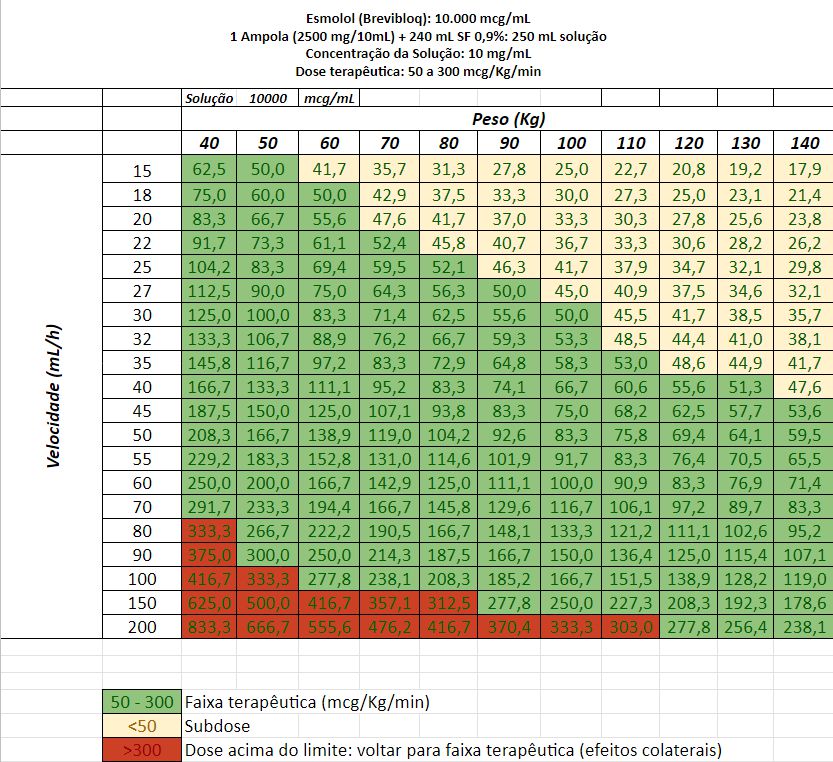 Esmolol (Brevibloq): 10.000 mcg/mL
1 Ampola (2500 mg/10mL) + 240 mL SF 0,9%: 250 mL solução
Concentração da Solução: 10 mg/mL
Dose terapêutica: 50 a 300 mcg/Kg/min
Solução 10000 mcg/mL
Peso (Kg)
40 50 60 70 80 90 100 110 120 130 140
Velocidade (mL/h)
15 62,5 50,0 41,7 35,7 31,3 27,8 25,0 22,7 20,8 19,2 17,9
18 75,0 60,0 50,0 42,9 37,5 33,3 30,0 27,3 25,0 23,1 21,4
20 83,3 66,7 55,6 47,6 41,7 37,0 33,3 30,3 27,8 25,6 23,8
22 91,7 73,3 61,1 52,4 45,8 40,7 36,7 33,3 30,6 28,2 26,2
25 104,2 83,3 69,4 59,5 52,1 46,3 41,7 37,9 34,7 32,1 29,8
27 112,5 90,0 75,0 64,3 56,3 50,0 45,0 40,9 37,5 34,6 32,1
30 125,0 100,0 83,3 71,4 62,5 55,6 50,0 45,5 41,7 38,5 35,7
32 133,3 106,7 88,9 76,2 66,7 59,3 53,3 48,5 44,4 41,0 38,1
35 145,8 116,7 97,2 83,3 72,9 64,8 58,3 53,0 48,6 44,9 41,7
40 166,7 133,3 111,1 95,2 83,3 74,1 66,7 60,6 55,6 51,3 47,6
45 187,5 150,0 125,0 107,1 93,8 83,3 75,0 68,2 62,5 57,7 53,6
50 208,3 166,7 138,9 119,0 104,2 92,6 83,3 75,8 69,4 64,1 59,5
55 229,2 183,3 152,8 131,0 114,6 101,9 91,7 83,3 76,4 70,5 65,5
60 250,0 200,0 166,7 142,9 125,0 111,1 100,0 90,9 83,3 76,9 71,4
70 291,7 233,3 194,4 166,7 145,8 129,6 116,7 106,1 97,2 89,7 83,3
80 333,3 266,7 222,2 190,5 166,7 148,1 133,3 121,2 111,1 102,6 95,2
90 375,0 300,0 250,0 214,3 187,5 166,7 150,0 136,4 125,0 115,4 107,1
100 416,7 333,3 277,8 238,1 208,3 185,2 166,7 151,5 138,9 128,2 119,0
150 625,0 500,0 416,7 357,1 312,5 277,8 250,0 227,3 208,3 192,3 178,6
200 833,3 666,7 555,6 476,2 416,7 370,4 333,3 303,0 277,8 256,4 238,1
50 - 300 Faixa terapêutica (mcg/Kg/min)
<50 Subdose
>300 Dose acima do limite: voltar para faixa terapêutica (efeitos colaterais)